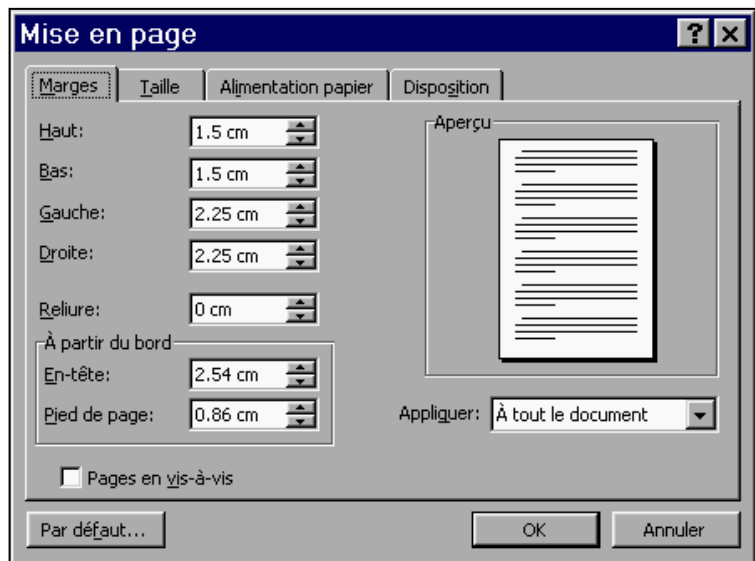 Mise en page
Marges Taille Alimentation papier Disposition
Haut: 1.5 cm
Bas: 1.5 cm
Gauche: 2.25 cm
Droite: 2.25 cm
Reliure: 0 cm
À partir du bord
En-tête: 2.54 cm
Pied de page: 0.86 cm
Pages en vis-à-vis
Aperçu
Appliquer: À tout le document
Par défaut... OK Annuler